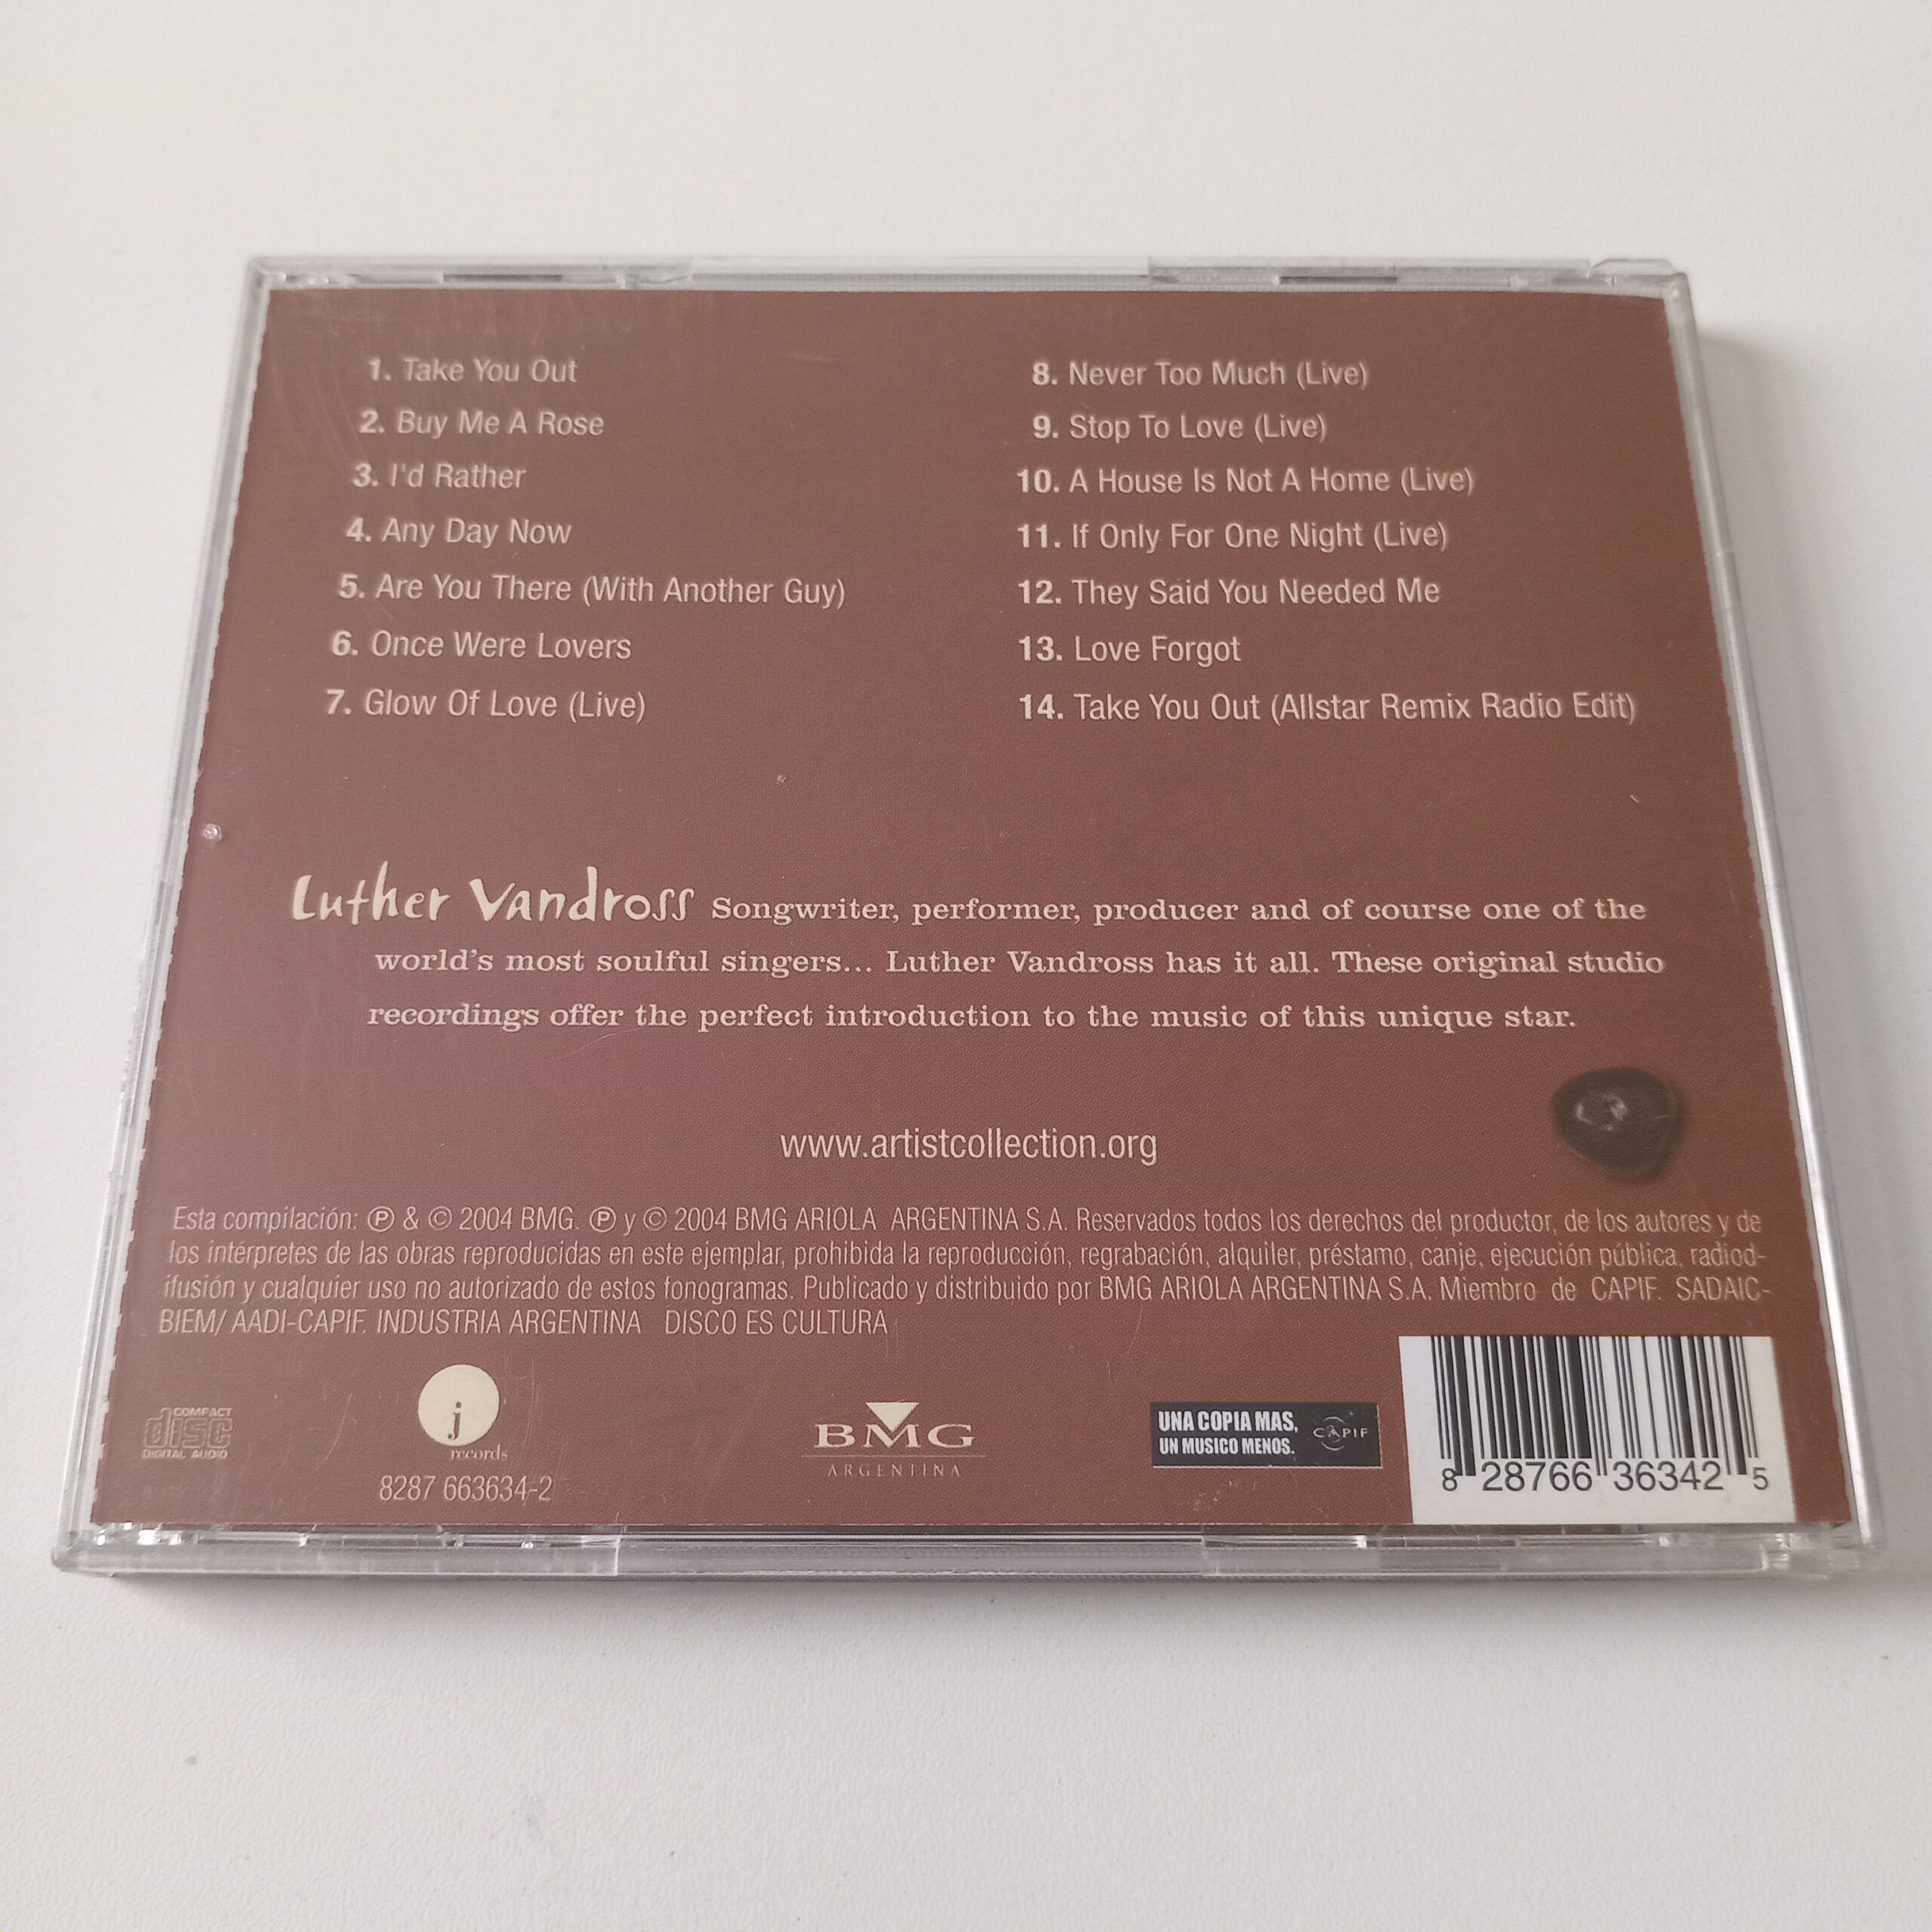 1. Take You Out
2. Buy Me A Rose
3. I'd Rather
4. Any Day Now
5. Are You There (With Another Guy)
6. Once Were Lovers
7. Glow Of Love (Live)
8. Never Too Much (Live)
9. Stop To Love (Live)
10. A House Is Not A Home (Live)
11. If Only For One Night (Live)
12. They Said You Needed Me
13. Love Forgot
14. Take You Out (Allstar Remix Radio Edit)
Luther Vandross Songwriter, performer, producer and of course one of the
world's most soulful singers... Luther Vandross has it all. These original studio
recordings offer the perfect introduction to the music of this unique star.
www.artistcollection.org
Esta compilación: ℗ & © 2004 BMG. ℗ y © 2004 BMG ARIOLA ARGENTINA S.A. Reservados todos los derechos del productor, de los autores y de
los intérpretes de las obras reproducidas en este ejemplar, prohibida la reproducción, regrabación, alquiler, préstamo, canje, ejecución pública, radiod-
ifusión y cualquier uso no autorizado de estos fonogramas. Publicado y distribuido por BMG ARIOLA ARGENTINA S.A. Miembro de CAPIF. SADAIC-
BIEM/ AADI-CAPIF. INDUSTRIA ARGENTINA DISCO ES CULTURA
COMPACT
disc
DIGITAL AUDIO
j
records
8287 663634-2
BMG
ARGENTINA
UNA COPIA MAS,
UN MUSICO MENOS.
CAPIF
8 28766 36342 5